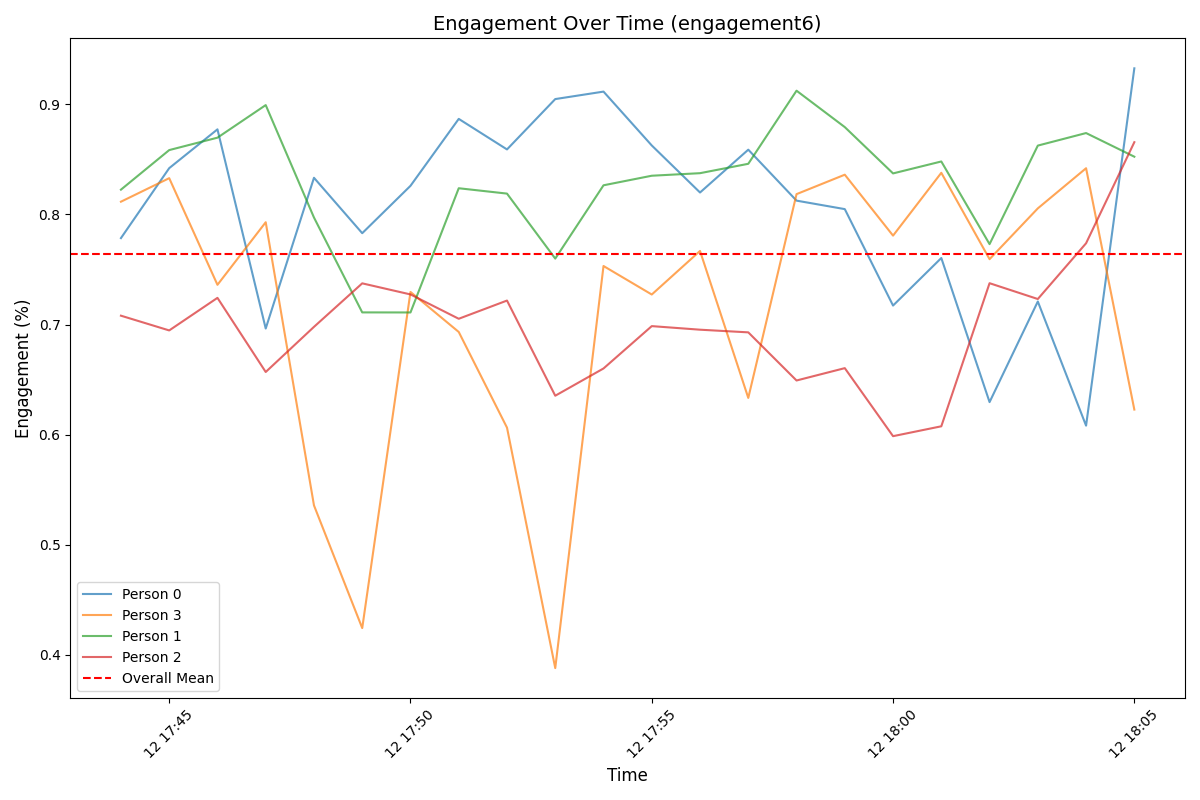 Engagement Over Time (engagement6)
Engagement (%)
0.9
0.8
0.7
0.6
0.5
0.4
Person 0
Person 3
Person 1
Person 2
Overall Mean
12 17:45
12 17:50
12 17:55
12 18:00
12 18:05
Time